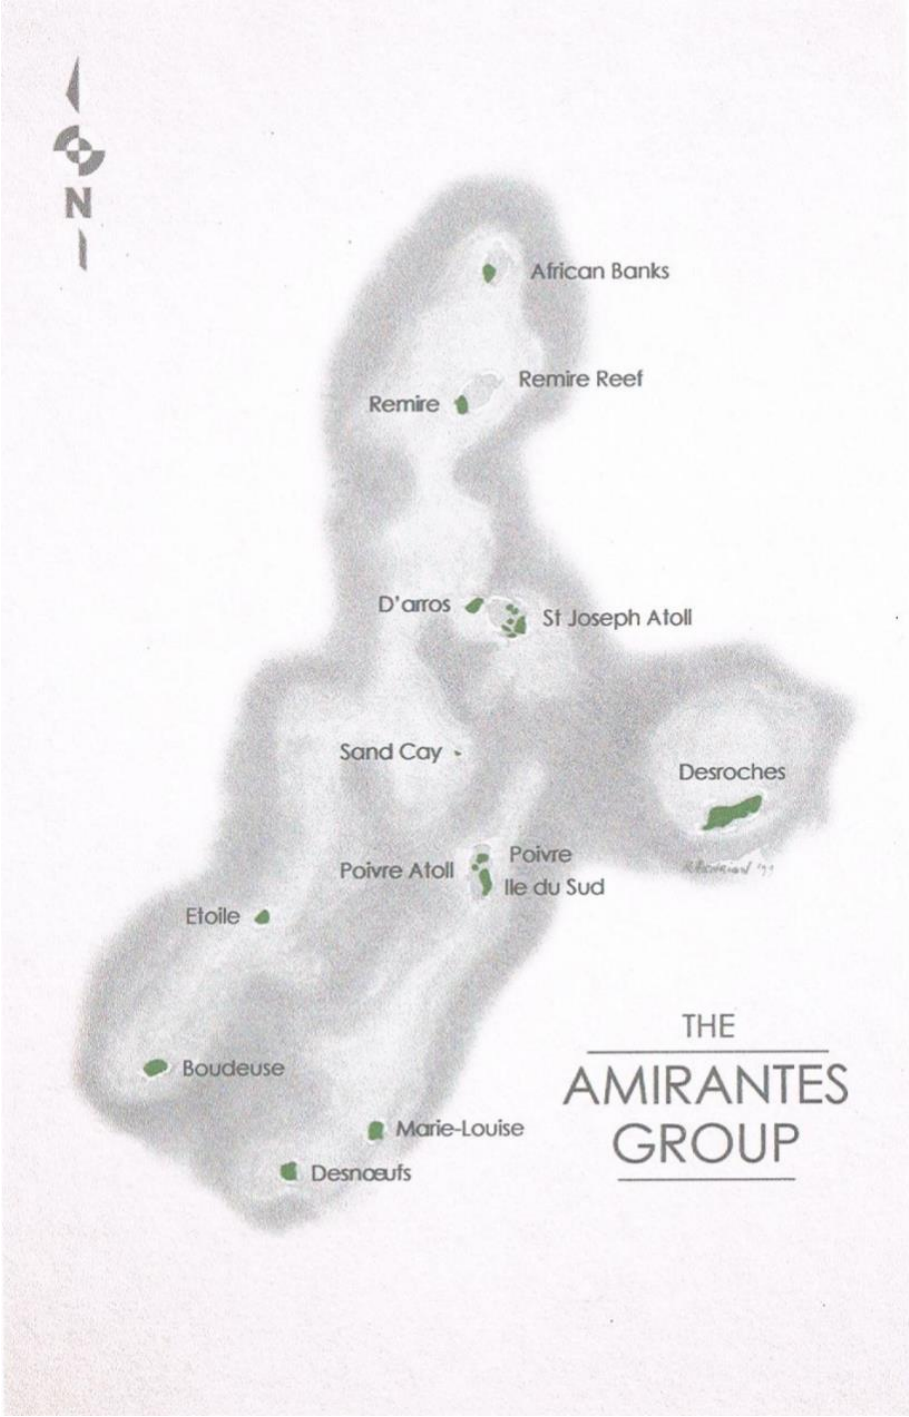 N
African Banks
Remire Reef
Remire
D'arros
St Joseph Atoll
Sand Cay
Desroches
Poivre Atoll
Poivre
Ile du Sud
Etoile
Boudeuse
Marie-Louise
Desnœufs
THE
AMIRANTES
GROUP